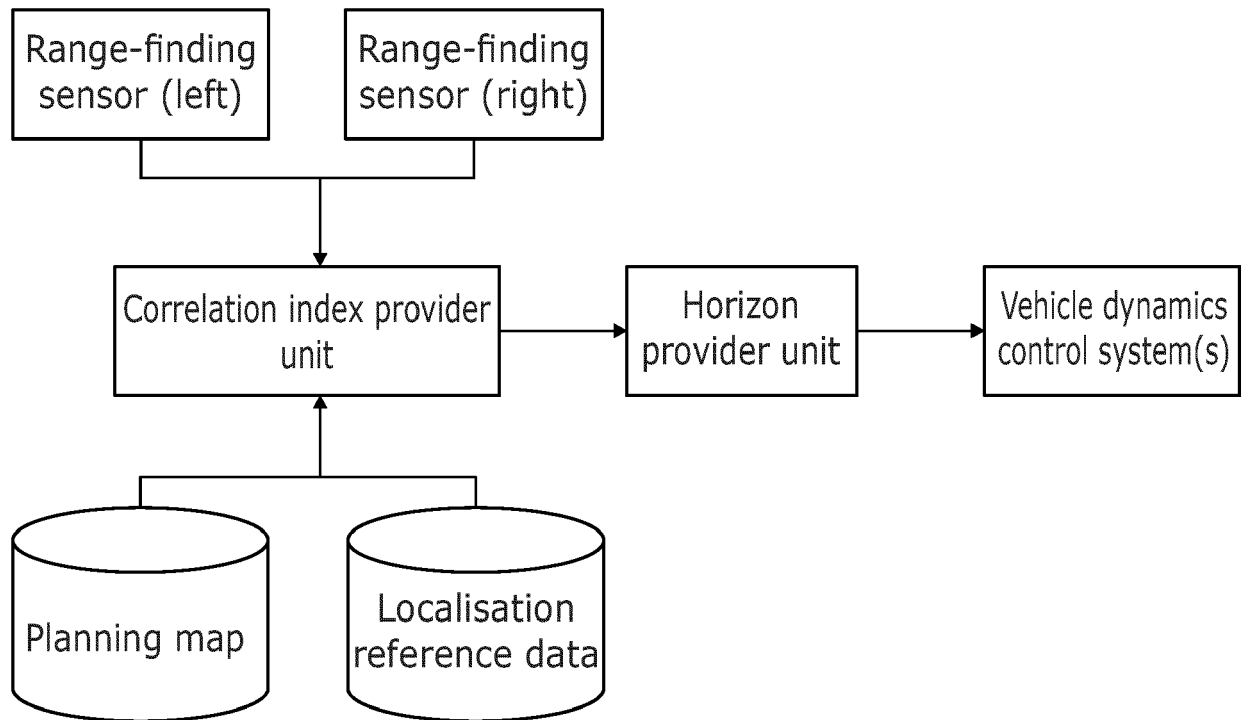 Range-finding
sensor (left)
Range-finding
sensor (right)
Correlation index provider
unit
Horizon
provider unit
Vehicle dynamics
control system(s)
Planning map
Localisation
reference data